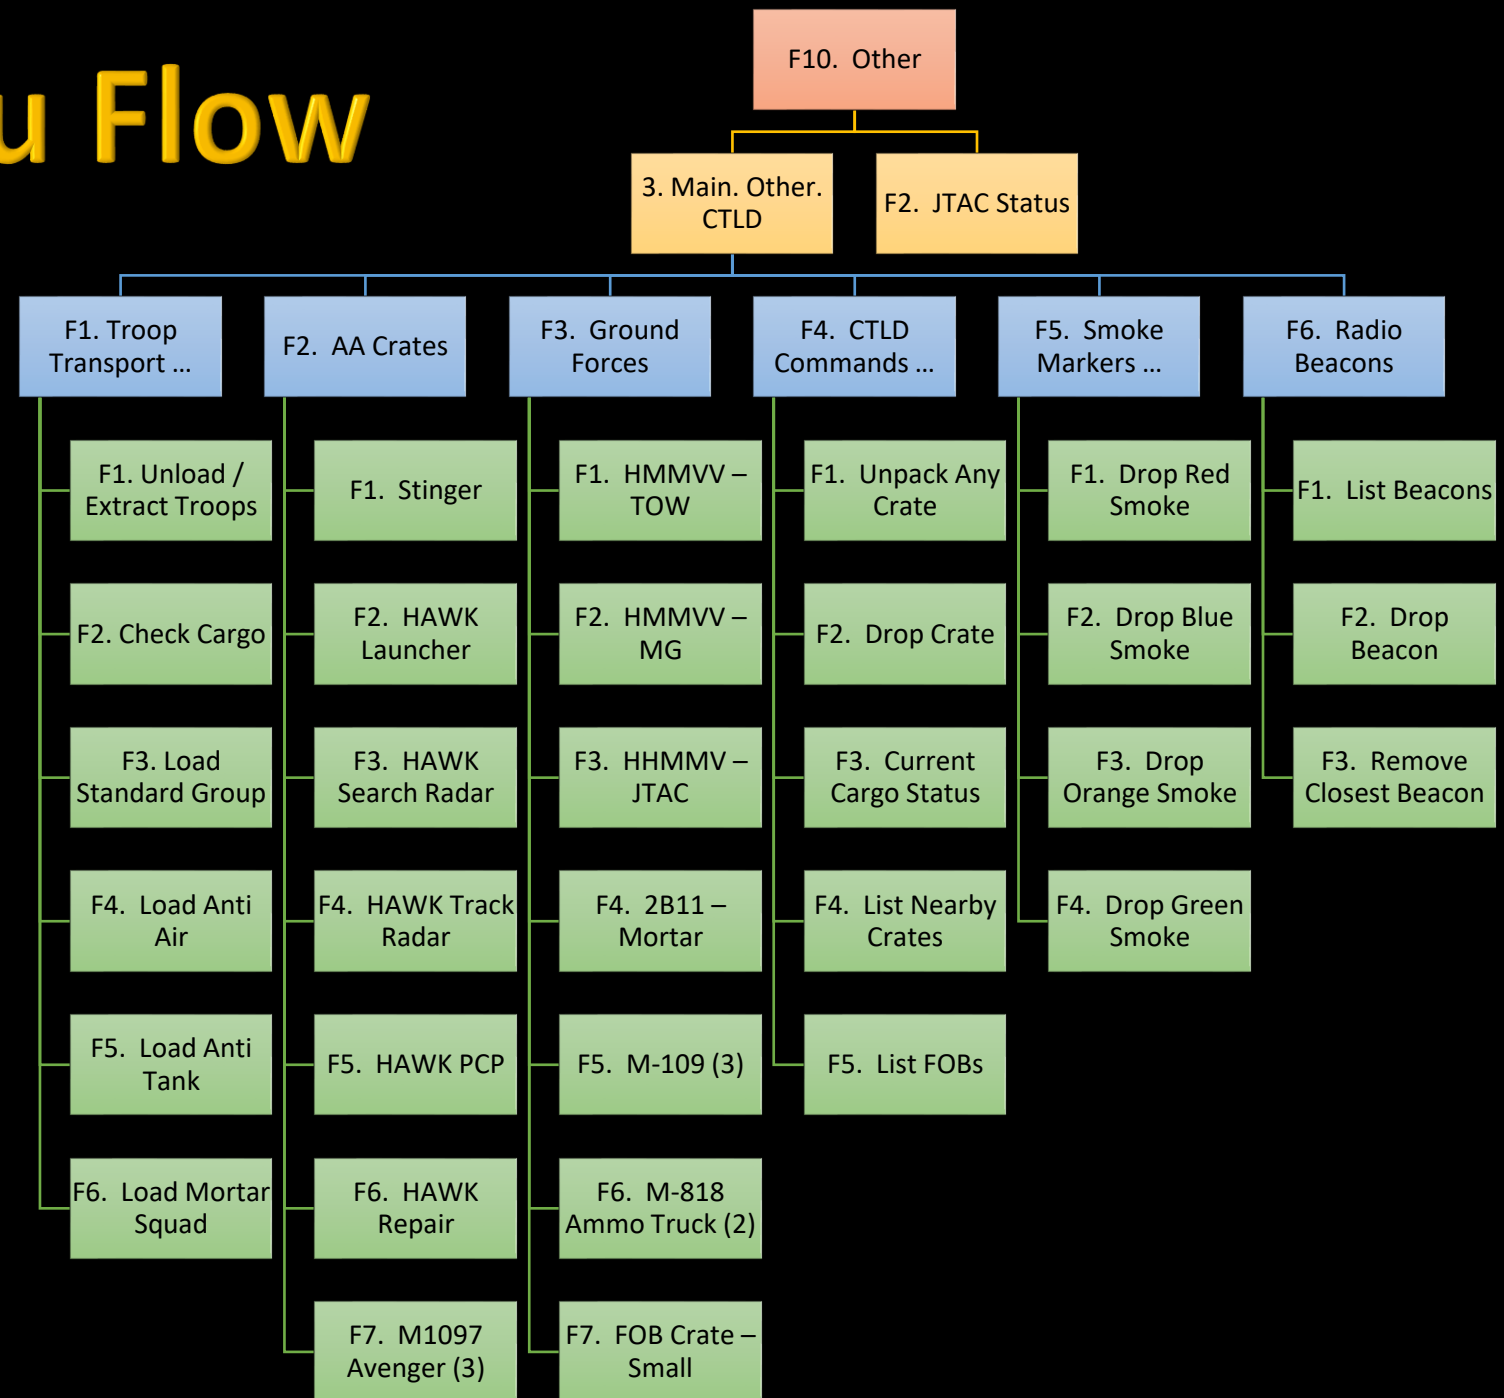 u Flow
F10. Other
3. Main. Other.
CTLD
F2. JTAC Status
F1. Troop
Transport ...
F2. AA Crates
F3. Ground
Forces
F4. CTLD
Commands ...
F5. Smoke
Markers ...
F6. Radio
Beacons
F1. Unload /
Extract Troops
F2. Check Cargo
F3. Load
Standard Group
F4. Load Anti
Air
F5. Load Anti
Tank
F6. Load Mortar
Squad
F1. Stinger
F2. HAWK
Launcher
F3. HAWK
Search Radar
F4. HAWK Track
Radar
F5. HAWK PCP
F6. HAWK
Repair
F7. M1097
Avenger (3)
F1. HMMVV –
TOW
F2. HMMVV –
MG
F3. HHMMV –
JTAC
F4. 2B11 –
Mortar
F5. M-109 (3)
F6. M-818
Ammo Truck (2)
F7. FOB Crate –
Small
F1. Unpack Any
Crate
F2. Drop Crate
F3. Current
Cargo Status
F4. List Nearby
Crates
F5. List FOBs
F1. Drop Red
Smoke
F2. Drop Blue
Smoke
F3. Drop
Orange Smoke
F4. Drop Green
Smoke
F1. List Beacons
F2. Drop
Beacon
F3. Remove
Closest Beacon